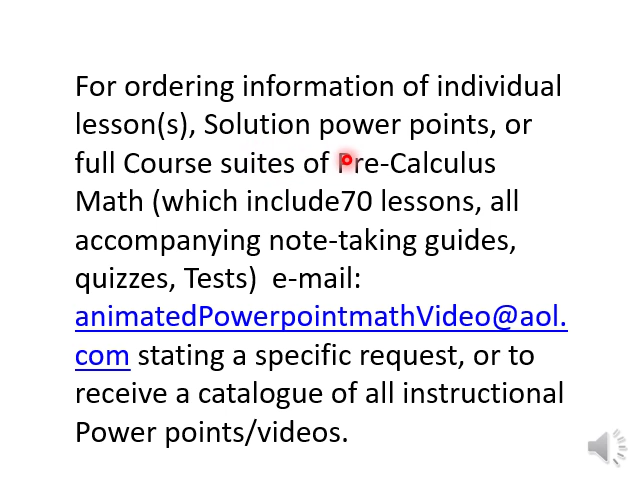 For ordering information of individual
lesson(s), Solution power points, or
full Course suites of Pre-Calculus
Math (which include70 lessons, all
accompanying note-taking guides,
quizzes, Tests)  e-mail:
animatedPowerpointmathVideo@aol.
com stating a specific request, or to
receive a catalogue of all instructional
Power points/videos.